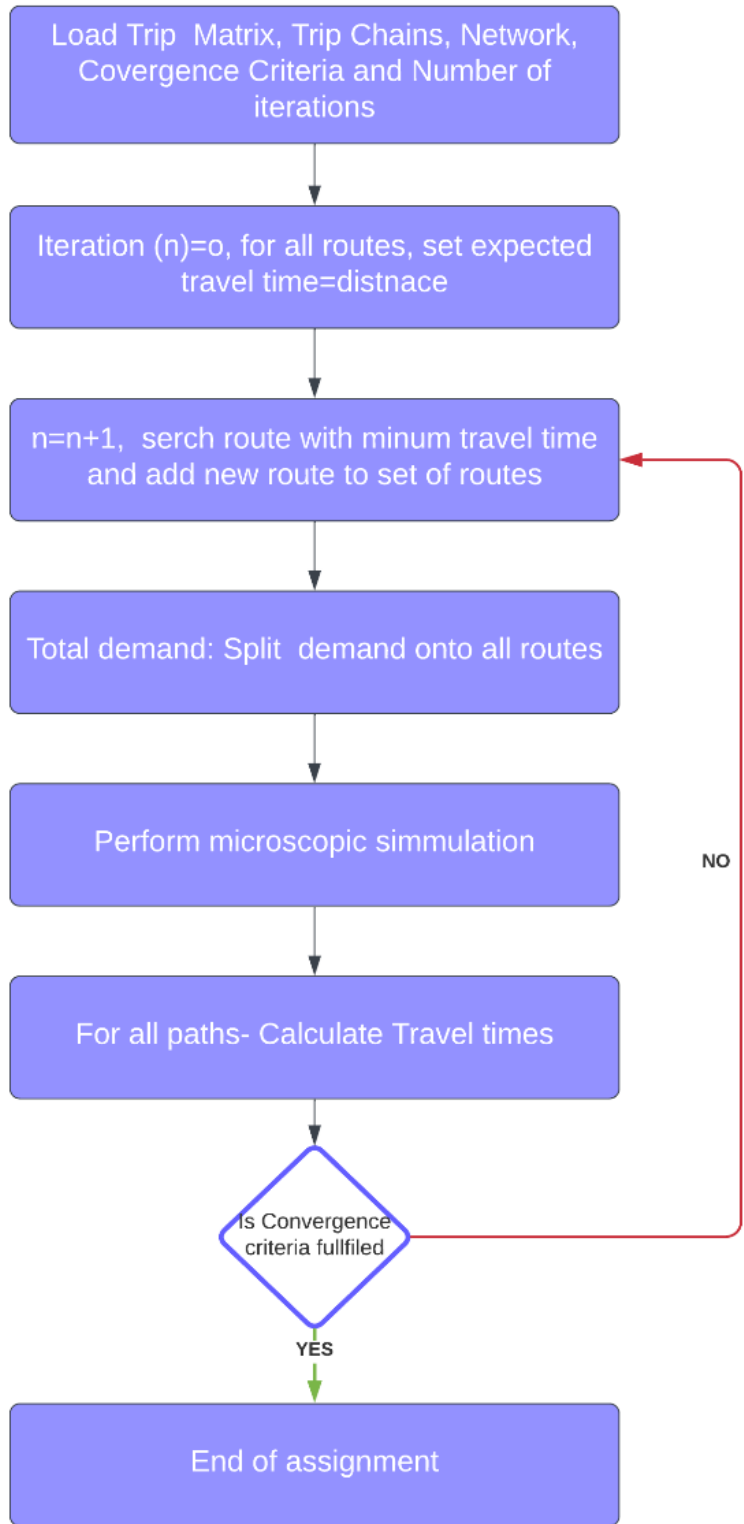 Load Trip  Matrix, Trip Chains, Network,
Covergence Criteria and Number of
iterations
Iteration (n)=o, for all routes, set expected
travel time=distnace
n=n+1,  serch route with minum travel time
and add new route to set of routes
Total demand: Split  demand onto all routes
Perform microscopic simmulation
NO
For all paths- Calculate Travel times
Is Convergence
criteria fullfiled
YES
End of assignment